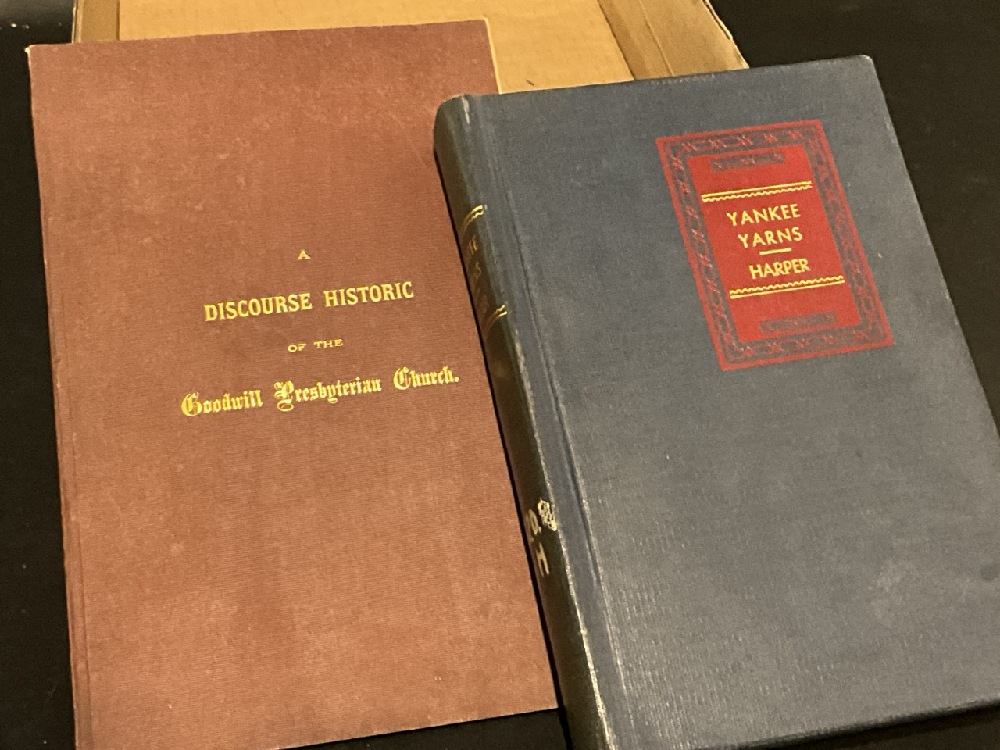 A
DISCOURSE HISTORIC
OF THE
Goodwill Presbyterian Church.
YANKEE
YARNS
HARPER
H